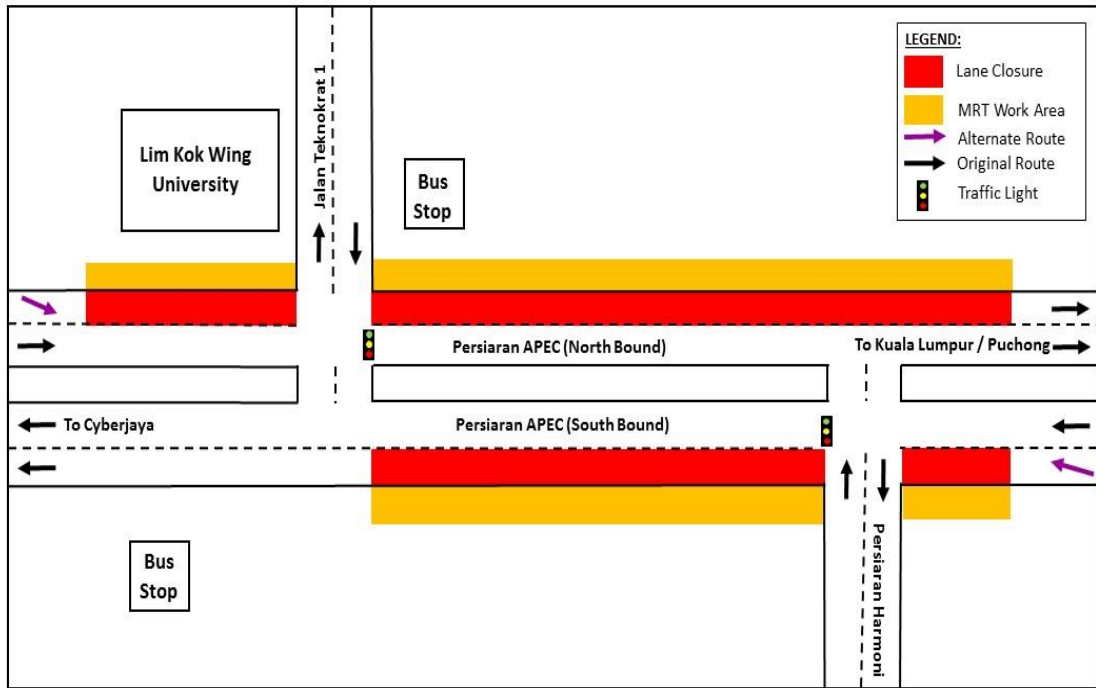 LEGEND:
Lane Closure
MRT Work Area
Alternate Route
Original Route
Traffic Light
Jalan Teknokrat 1
Lim Kok Wing
University
Bus
Stop
Persiaran APEC (North Bound)
To Kuala Lumpur / Puchong
To Cyberjaya
Persiaran APEC (South Bound)
Persiaran Harmoni
Bus
Stop